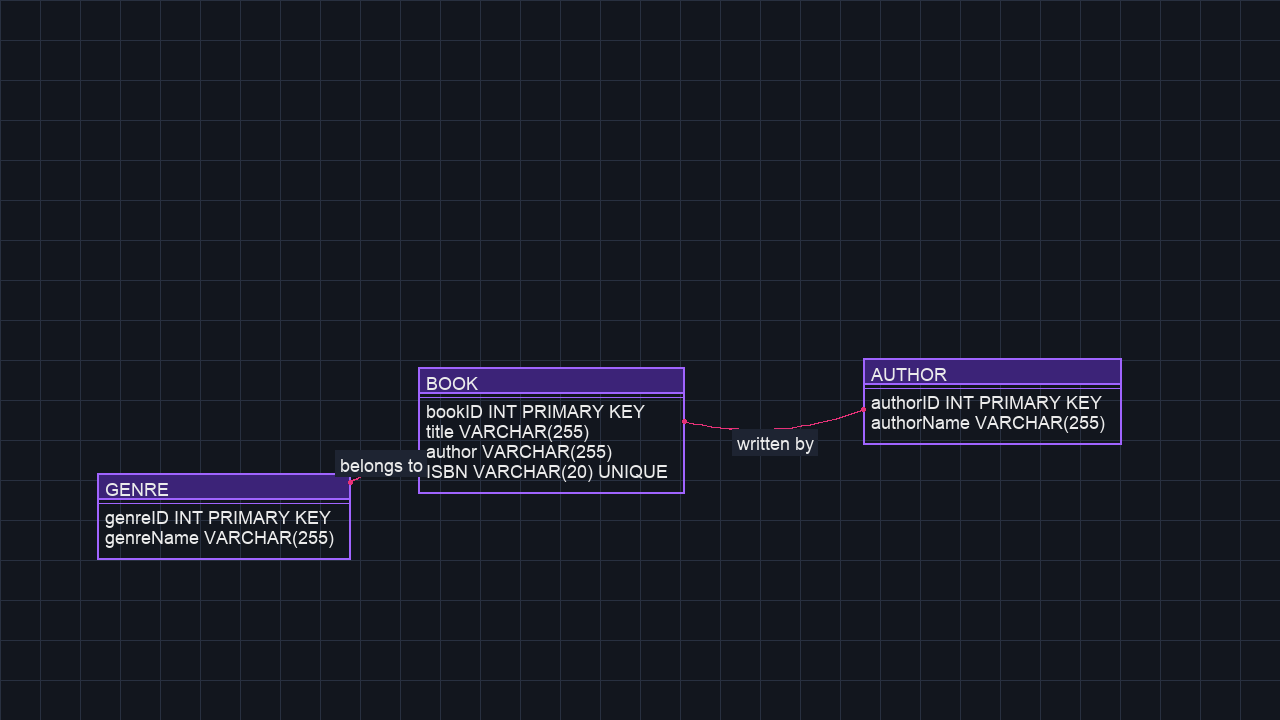 BOOK
bookID INT PRIMARY KEY
title VARCHAR(255)
author VARCHAR(255)
ISBN VARCHAR(20) UNIQUE
AUTHOR
authorID INT PRIMARY KEY
authorName VARCHAR(255)
written by
belongs to
GENRE
genreID INT PRIMARY KEY
genreName VARCHAR(255)